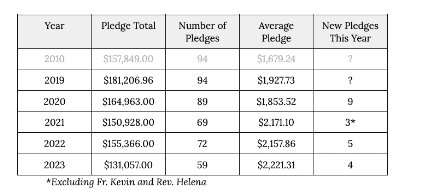 Year Pledge Total Number of Pledges Average Pledge New Pledges This Year
2010 $157,849.00 94 $1,679.24 ?
2019 $181,206.96 94 $1,927.73 ?
2020 $164,963.00 89 $1,853.52 9
2021 $150,928.00 69 $2,171.10 3*
2022 $155,366.00 72 $2,157.86 5
2023 $131,057.00 59 $2,221.31 4
*Excluding Fr. Kevin and Rev. Helena